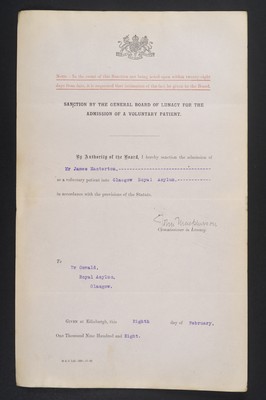 NOTE.—In the event of this Sanction not being acted upon within twenty-eight
days from date, it is requested that intimation of the fact be given to the Board.
SANCTION BY THE GENERAL BOARD OF LUNACY FOR THE
ADMISSION OF A VOLUNTARY PATIENT.
By Authority of the Board, I hereby sanction the admission of
Mr James
as a voluntary patient into Glasgow Royal Asylum,
in accordance with the provisions of the Statute.
Commissioner in Lunacy.
To
Dr Oswald,
Royal Asylum,
Glasgow.
Given at Edinburgh, this Eighth day of February,
One Thousand Nine Hundred and Eight.